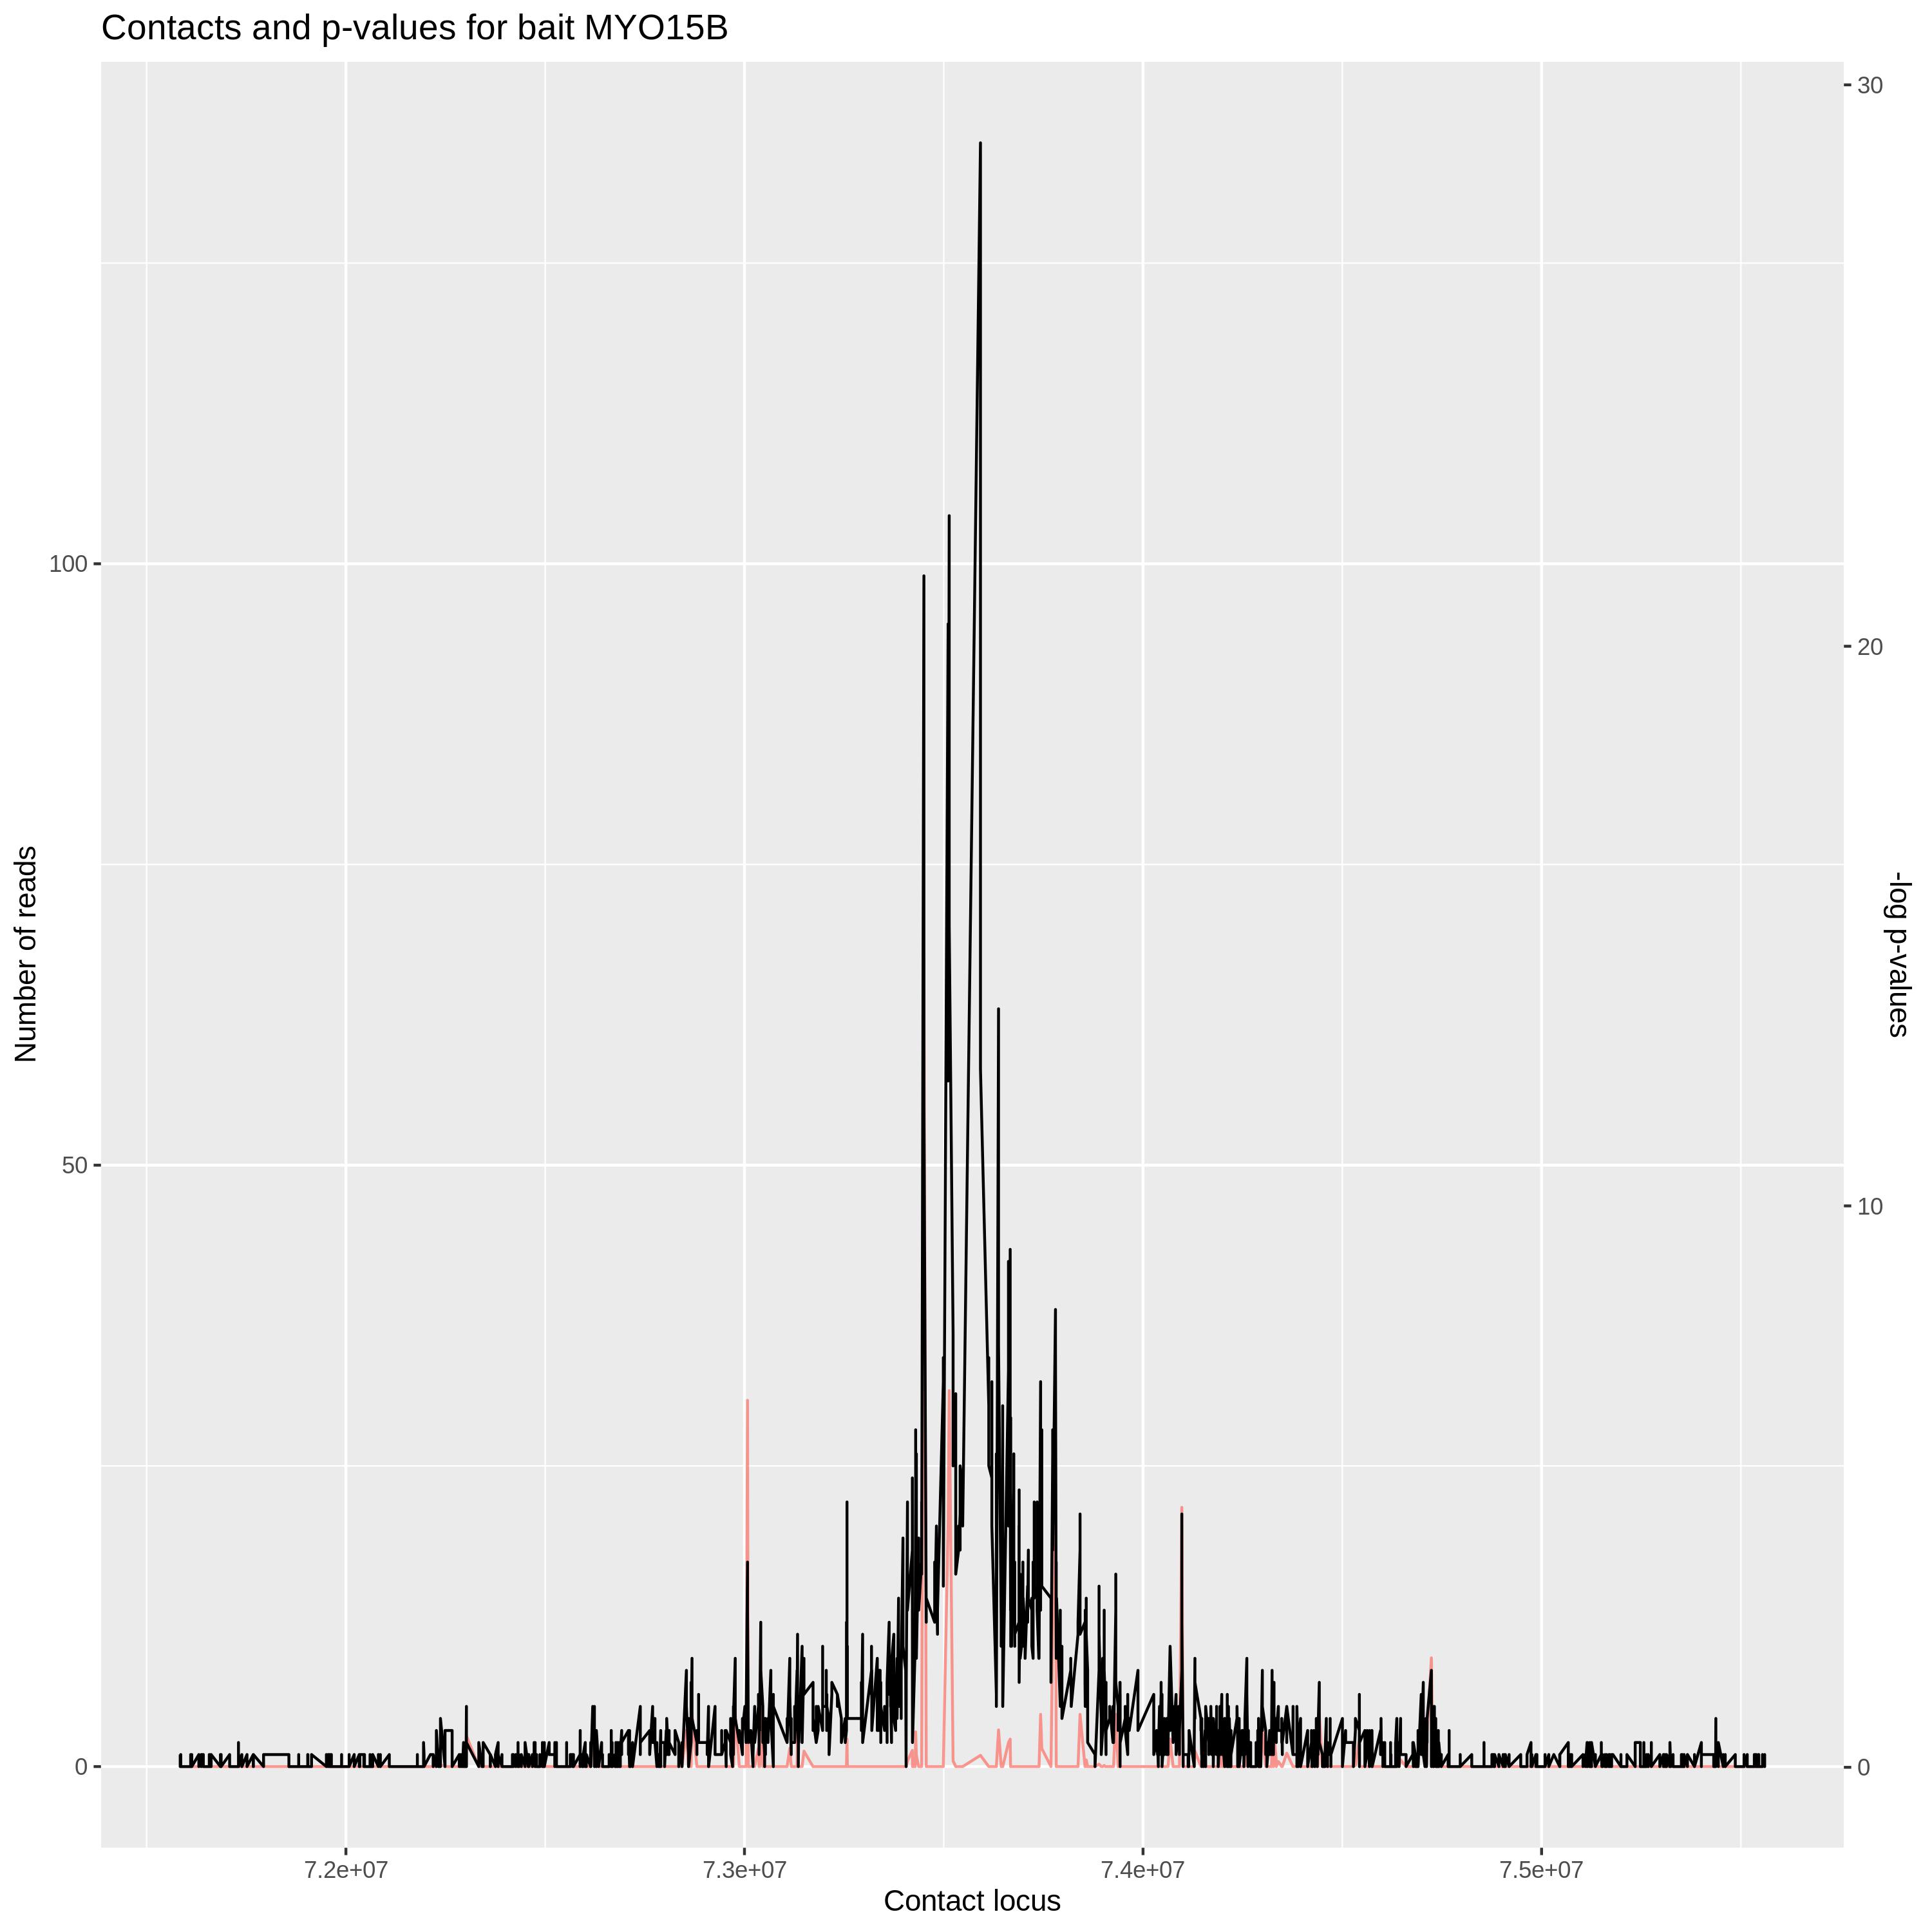 Contacts and p-values for bait MYO15B
30
100
20
Number of reads
-log p-values
50
10
0
0
7.2e+07
7.3e+07
7.4e+07
7.5e+07
Contact locus